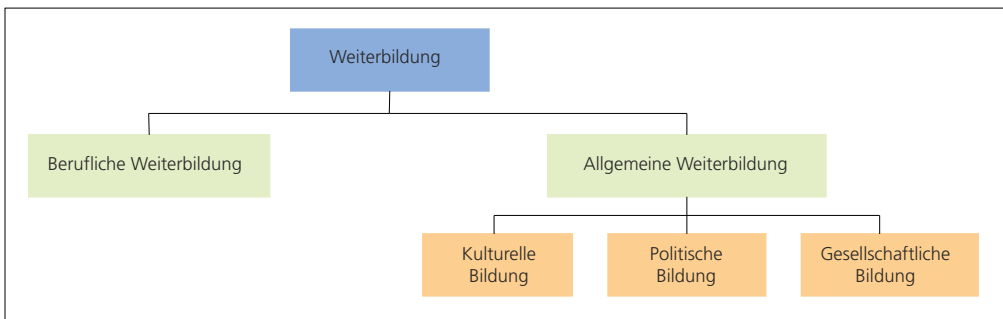 Weiterbildung
Berufliche Weiterbildung
Allgemeine Weiterbildung
Kulturelle
Bildung
Politische
Bildung
Gesellschaftliche
Bildung